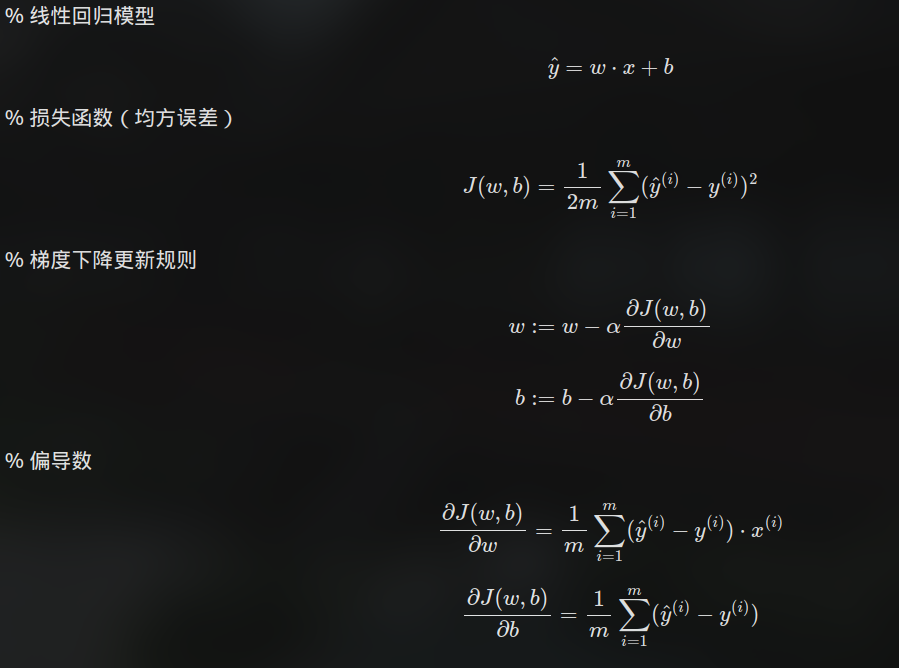 % 线性回归模型
$$\hat{y} = w \cdot x + b$$
% 损失函数（均方误差）
$$J(w, b) = \frac{1}{2m} \sum_{i=1}^{m} (\hat{y}^{(i)} - y^{(i)})^2$$
% 梯度下降更新规则
$$w := w - \alpha \frac{\partial J(w, b)}{\partial w}$$
$$b := b - \alpha \frac{\partial J(w, b)}{\partial b}$$
% 偏导数
$$\frac{\partial J(w, b)}{\partial w} = \frac{1}{m} \sum_{i=1}^{m} (\hat{y}^{(i)} - y^{(i)}) \cdot x^{(i)}$$
$$\frac{\partial J(w, b)}{\partial b} = \frac{1}{m} \sum_{i=1}^{m} (\hat{y}^{(i)} - y^{(i)})$$